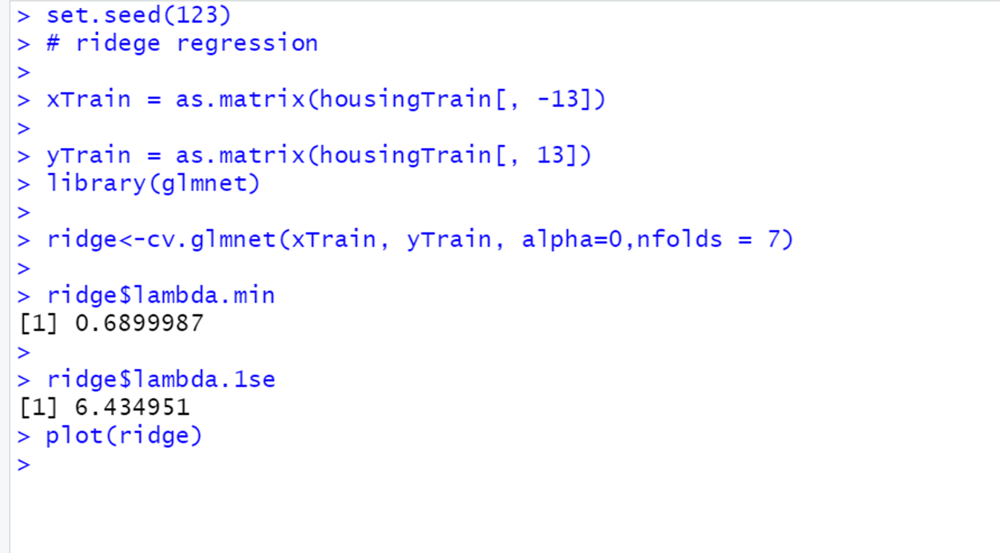 > set.seed(123)
> # ridege regression
>
> xTrain = as.matrix(housingTrain[, -13])
>
> yTrain = as.matrix(housingTrain[, 13])
> library(glmnet)
>
> ridge<-cv.glmnet(xTrain, yTrain, alpha=0,nfolds = 7)
>
> ridge$lambda.min
[1] 0.6899987
>
> ridge$lambda.1se
[1] 6.434951
> plot(ridge)
>